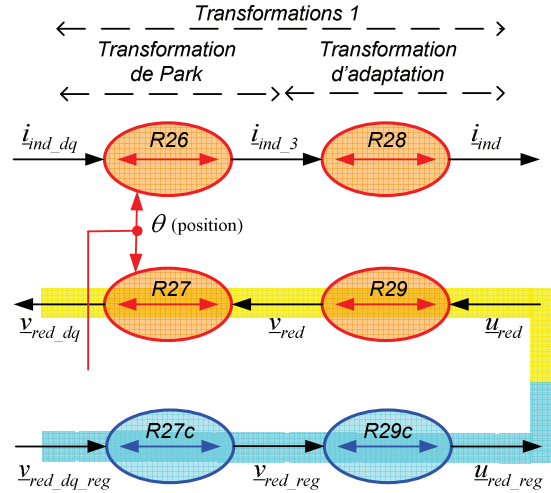 Transformations 1
Transformation de Park
Transformation d'adaptation
i_ind_dq R26 i_ind_3 R28 i_ind
θ (position)
R27 R29
v_red_dq v_red u_red
R27c R29c
v_red_dq_reg v_red_reg u_red_reg